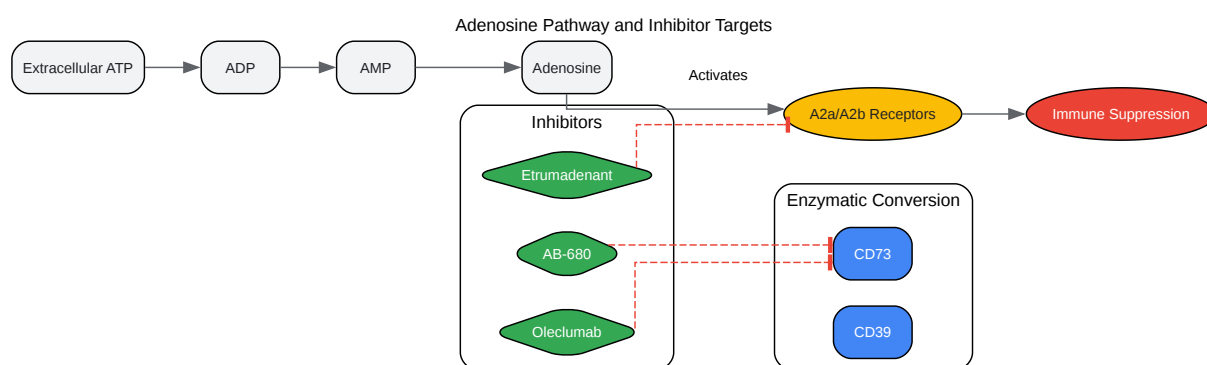 Adenosine Pathway and Inhibitor Targets
Extracellular ATP
ADP
AMP
Adenosine
Activates
A2a/A2b Receptors
Immune Suppression
Inhibitors
Etrumadenant
AB-680
Oleclumab
Enzymatic Conversion
CD73
CD39